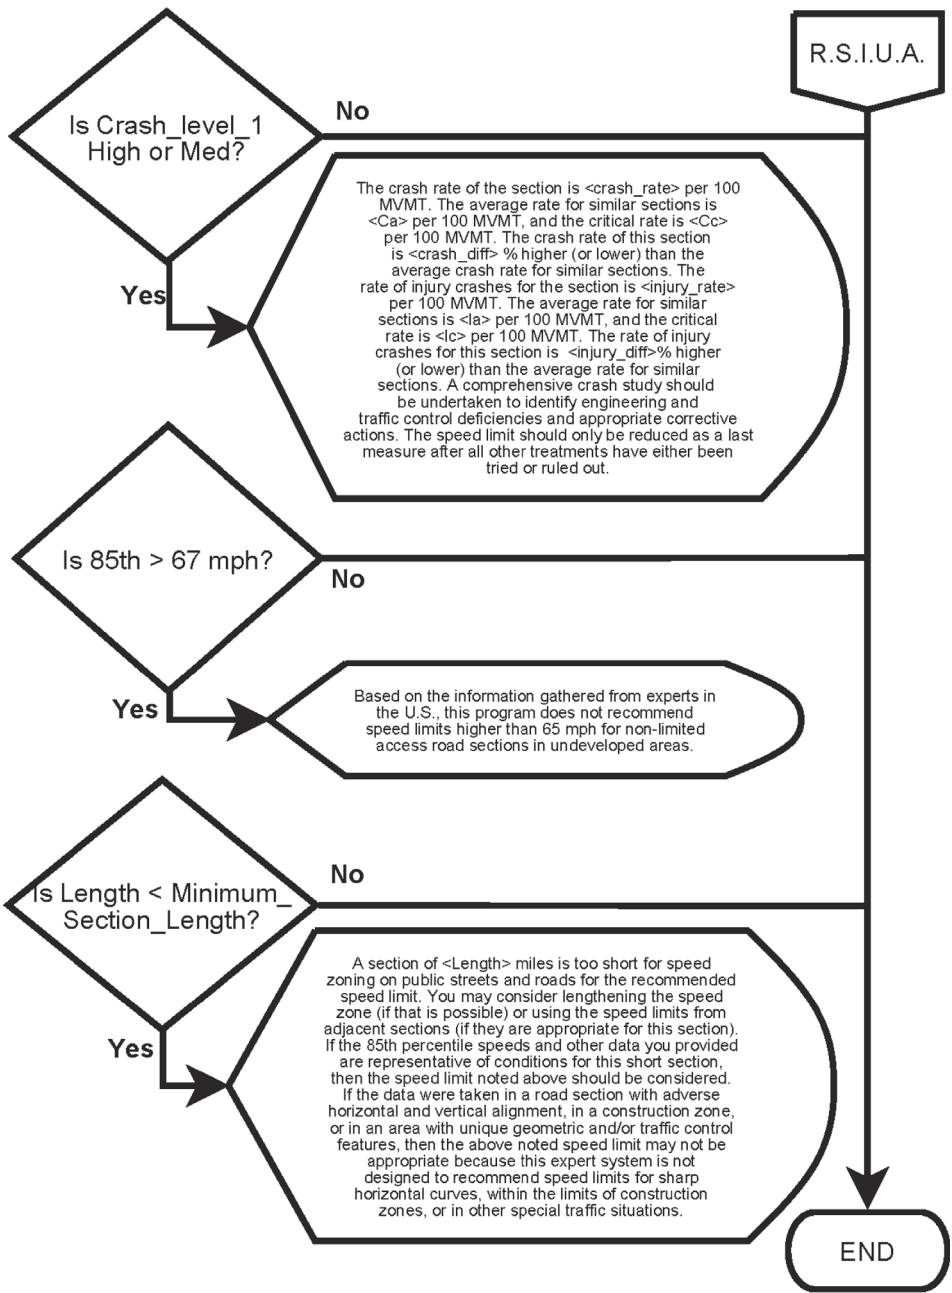 R.S.I.U.A.
Is Crash_level_1
High or Med?
No
Yes
The crash rate of the section is <crash_rate> per 100
MVMT. The average rate for similar sections is
<Ca> per 100 MVMT, and the critical rate is <Cc>
per 100 MVMT. The crash rate of this section
is <crash_diff> % higher (or lower) than the
average crash rate for similar sections. The
rate of injury crashes for the section is <injury_rate>
per 100 MVMT. The average rate for similar
sections is <Ia> per 100 MVMT, and the critical
rate is <Ic> per 100 MVMT. The rate of injury
crashes for this section is <injury_diff>% higher
(or lower) than the average rate for similar
sections. A comprehensive crash study should
be undertaken to identify engineering and
traffic control deficiencies and appropriate corrective
actions. The speed limit should only be reduced as a last
measure after all other treatments have either been
tried or ruled out.
Is 85th > 67 mph?
No
Yes
Based on the information gathered from experts in
the U.S., this program does not recommend
speed limits higher than 65 mph for non-limited
access road sections in undeveloped areas.
Is Length < Minimum_
Section_Length?
No
Yes
A section of <Length> miles is too short for speed
zoning on public streets and roads for the recommended
speed limit. You may consider lengthening the speed
zone (if that is possible) or using the speed limits from
adjacent sections (if they are appropriate for this section).
If the 85th percentile speeds and other data you provided
are representative of conditions for this short section,
then the speed limit noted above should be considered.
If the data were taken in a road section with adverse
horizontal and vertical alignment, in a construction zone,
or in an area with unique geometric and/or traffic control
features, then the above noted speed limit may not be
appropriate because this expert system is not
designed to recommend speed limits for sharp
horizontal curves, within the limits of construction
zones, or in other special traffic situations.
END